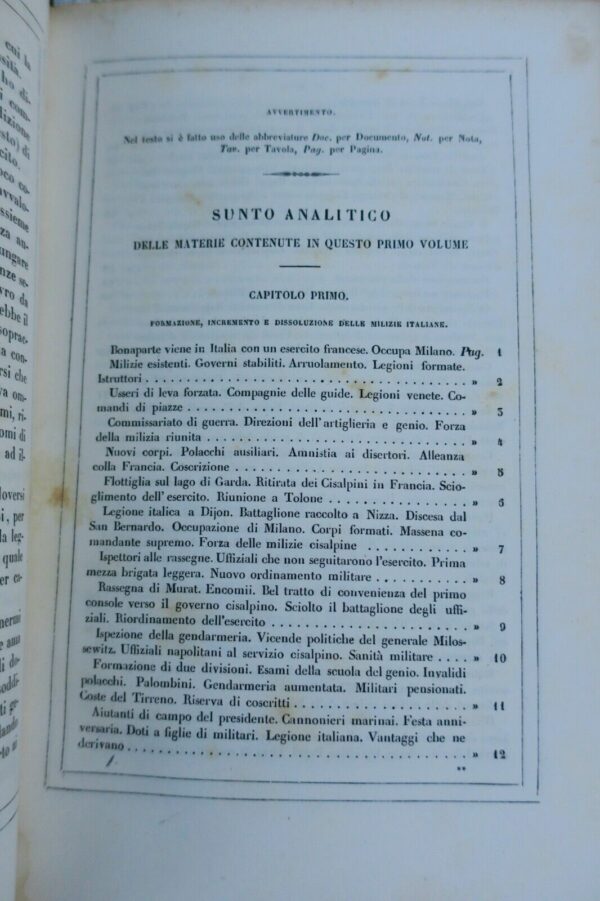 AVVERTIMENTO.
Nel testo si è fatto uso delle abbreviature Doc. per Documento, Not. per Nota,
Tav. per Tavola, Pag. per Pagina.
SUNTO ANALITICO
DELLE MATERIE CONTENUTE IN QUESTO PRIMO VOLUME
CAPITOLO PRIMO.
FORMAZIONE, INCREMENTO E DISSOLUZIONE DELLE MILIZIE ITALIANE.
Bonaparte viene in Italia con un esercito francese. Occupa Milano. Pag. 1
Milizie esistenti. Governi stabiliti. Arruolamento. Legioni formate.
Istruttori . . . . . . . . . . . . . . . . . . . . . . . . . . . . » 2
Usseri di leva forzata. Compagnie delle guide. Legioni venete. Co-
mandi di piazze . . . . . . . . . . . . . . . . . . . . . . . . . » 3
Commissariato di guerra. Direzioni dell'artiglieria e genio. Forza
della milizia riunita . . . . . . . . . . . . . . . . . . . . . . . » 4
Nuovi corpi. Polacchi ausiliari. Amnistia ai disertori. Alleanza
colla Francia. Coscrizione . . . . . . . . . . . . . . . . . . . . » 5
Flottiglia sul lago di Garda. Ritirata dei Cisalpini in Francia. Scio-
glimento dell'esercito. Riunione a Tolone . . . . . . . . . . . . » 6
Legione italica a Dijon. Battaglione raccolto a Nizza. Discesa dal
San Bernardo. Occupazione di Milano. Corpi formati. Massena co-
mandante supremo. Forza delle milizie cisalpine . . . . . . . . » 7
Ispettori alle rassegne. Uffiziali che non seguitarono l'esercito. Prima
mezza brigata leggera. Nuovo ordinamento militare . . . . . . . » 8
Rassegna di Murat. Encomii. Bel tratto di convenienza del primo
console verso il governo cisalpino. Sciolto il battaglione degli uffi-
ziali. Riordinamento dell'esercito . . . . . . . . . . . . . . . . » 9
Ispezione della gendarmeria. Vicende politiche del generale Milos-
sewitz. Uffiziali napolitani al servizio cisalpino. Sanità militare . . . . » 10
Formazione di due divisioni. Esami della scuola del genio. Invalidi
polacchi. Palombini. Gendarmeria aumentata. Militari pensionati.
Coste del Tirreno. Riserva di coscritti . . . . . . . . . . . . . . » 11
Aiutanti di campo del presidente. Cannonieri marinai. Festa anni-
versaria. Doti a figlie di militari. Legione italiana. Vantaggi che ne
derivano . . . . . . . . . . . . . . . . . . . . . . . . . . . . . » 12
**